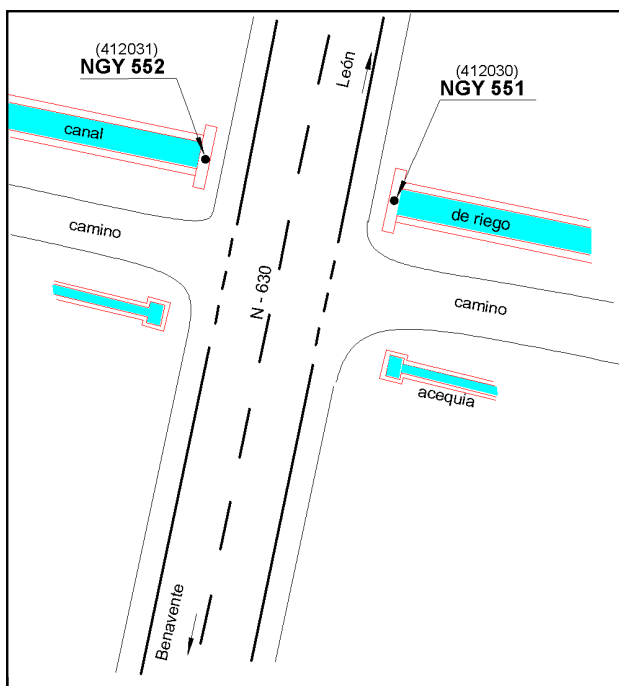 (412031)
NGY 552
León
(412030)
NGY 551
canal
de riego
camino
N - 630
camino
acequia
Benavente